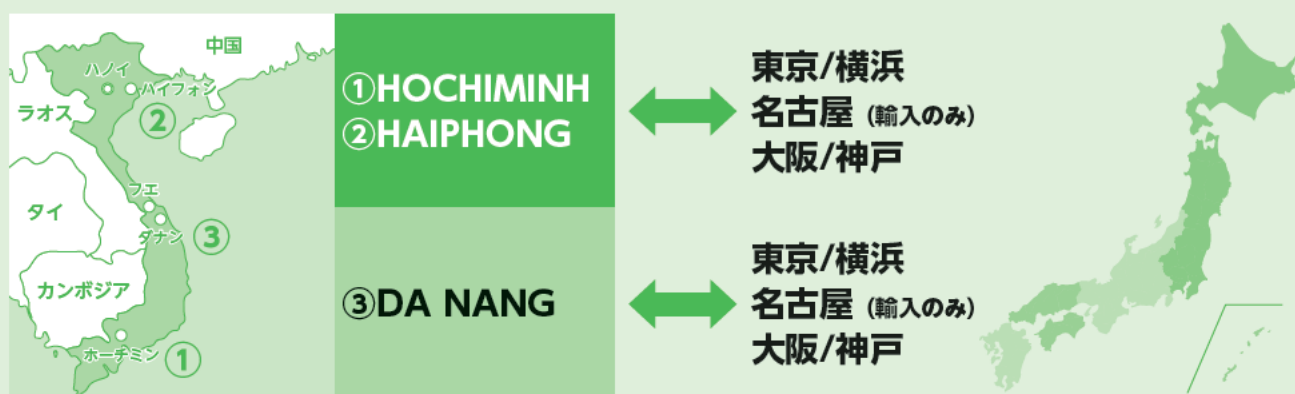 中国
ハノイ
ハイフォン
ラオス
②
フエ
タイ
ダナン ③
カンボジア
ホーチミン ①
①HOCHIMINH
②HAIPHONG
東京/横浜
名古屋 (輸入のみ)
大阪/神戸
③DA NANG
東京/横浜
名古屋 (輸入のみ)
大阪/神戸